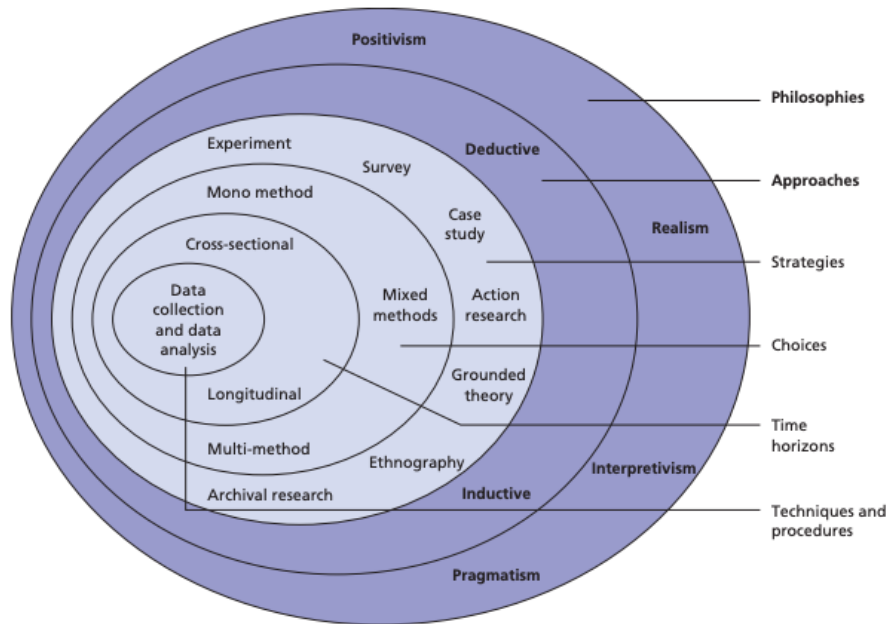 Positivism
Philosophies
Experiment
Deductive
Survey
Approaches
Mono method
Case
study
Realism
Cross-sectional
Strategies
Data
collection
and data
analysis
Mixed
methods
Action
research
Choices
Grounded
theory
Longitudinal
Time
horizons
Multi-method
Ethnography
Interpretivism
Archival research
Inductive
Techniques and
procedures
Pragmatism